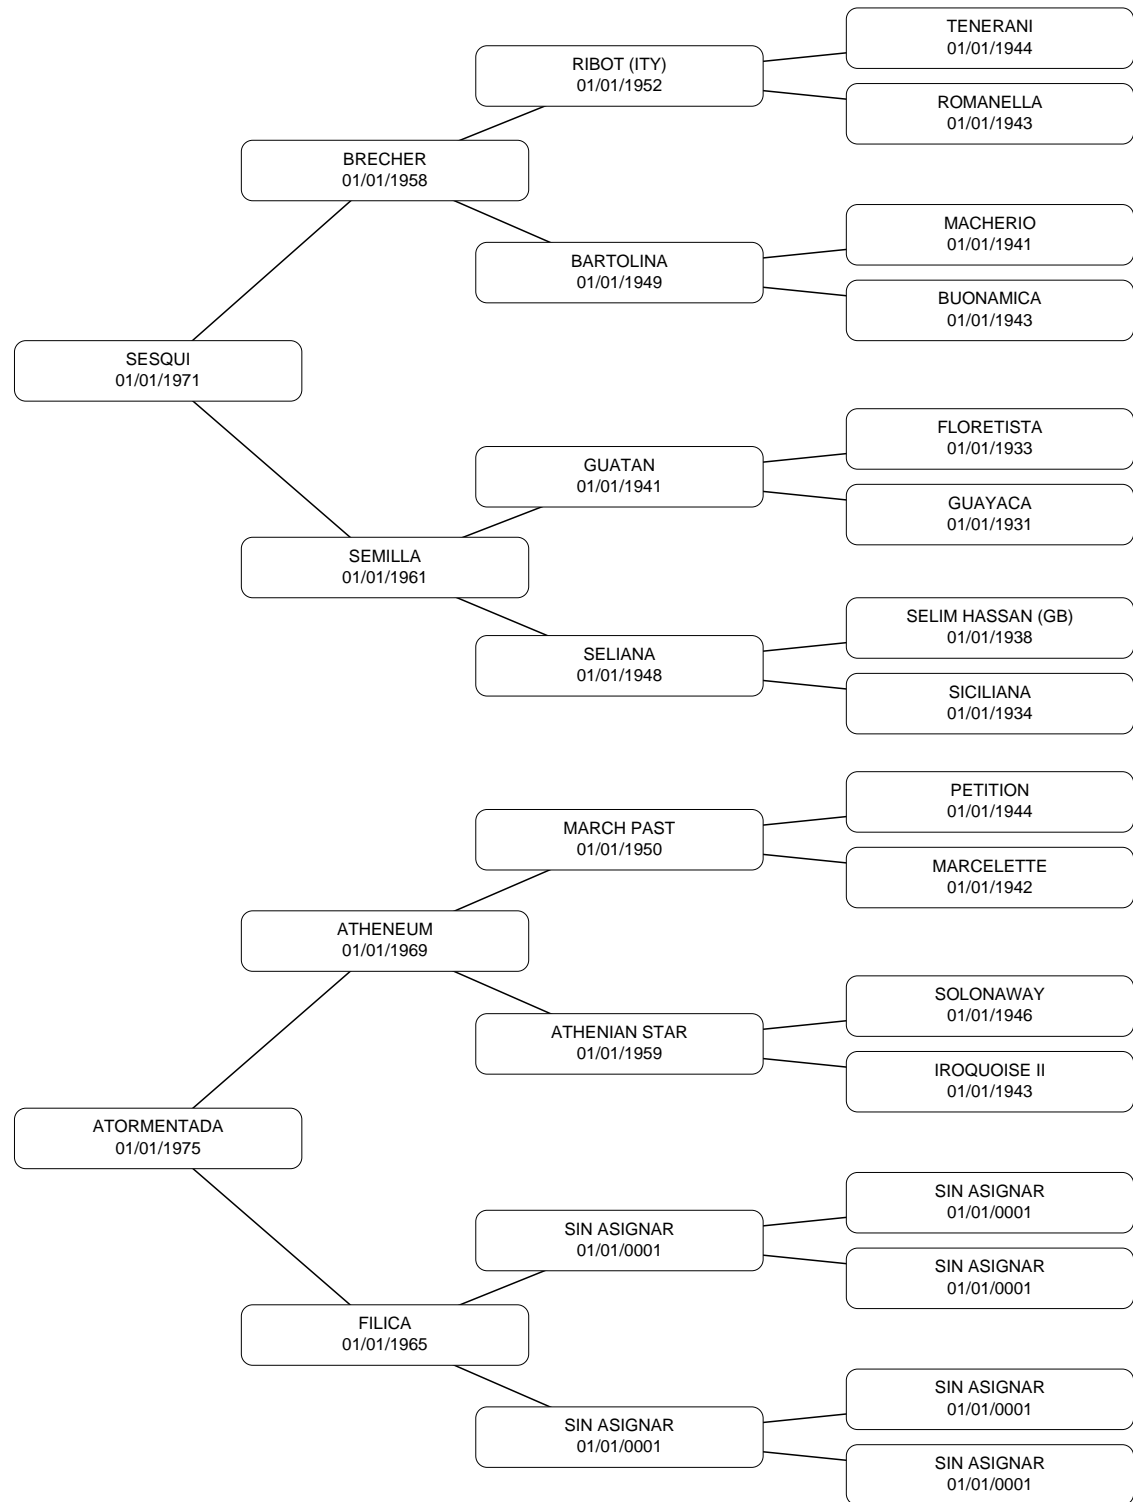 TENERANI
01/01/1944
RIBOT (ITY)
01/01/1952
ROMANELLA
01/01/1943
BRECHER
01/01/1958
MACHERIO
01/01/1941
BARTOLINA
01/01/1949
BUONAMICA
01/01/1943
SESQUI
01/01/1971
FLORETISTA
01/01/1933
GUATAN
01/01/1941
GUAYACA
01/01/1931
SEMILLA
01/01/1961
SELIM HASSAN (GB)
01/01/1938
SELIANA
01/01/1948
SICILIANA
01/01/1934
PETITION
01/01/1944
MARCH PAST
01/01/1950
MARCELETTE
01/01/1942
ATHENEUM
01/01/1969
SOLONAWAY
01/01/1946
ATHENIAN STAR
01/01/1959
IROQUOISE II
01/01/1943
ATORMENTADA
01/01/1975
SIN ASIGNAR
01/01/0001
SIN ASIGNAR
01/01/0001
SIN ASIGNAR
01/01/0001
FILICA
01/01/1965
SIN ASIGNAR
01/01/0001
SIN ASIGNAR
01/01/0001
SIN ASIGNAR
01/01/0001